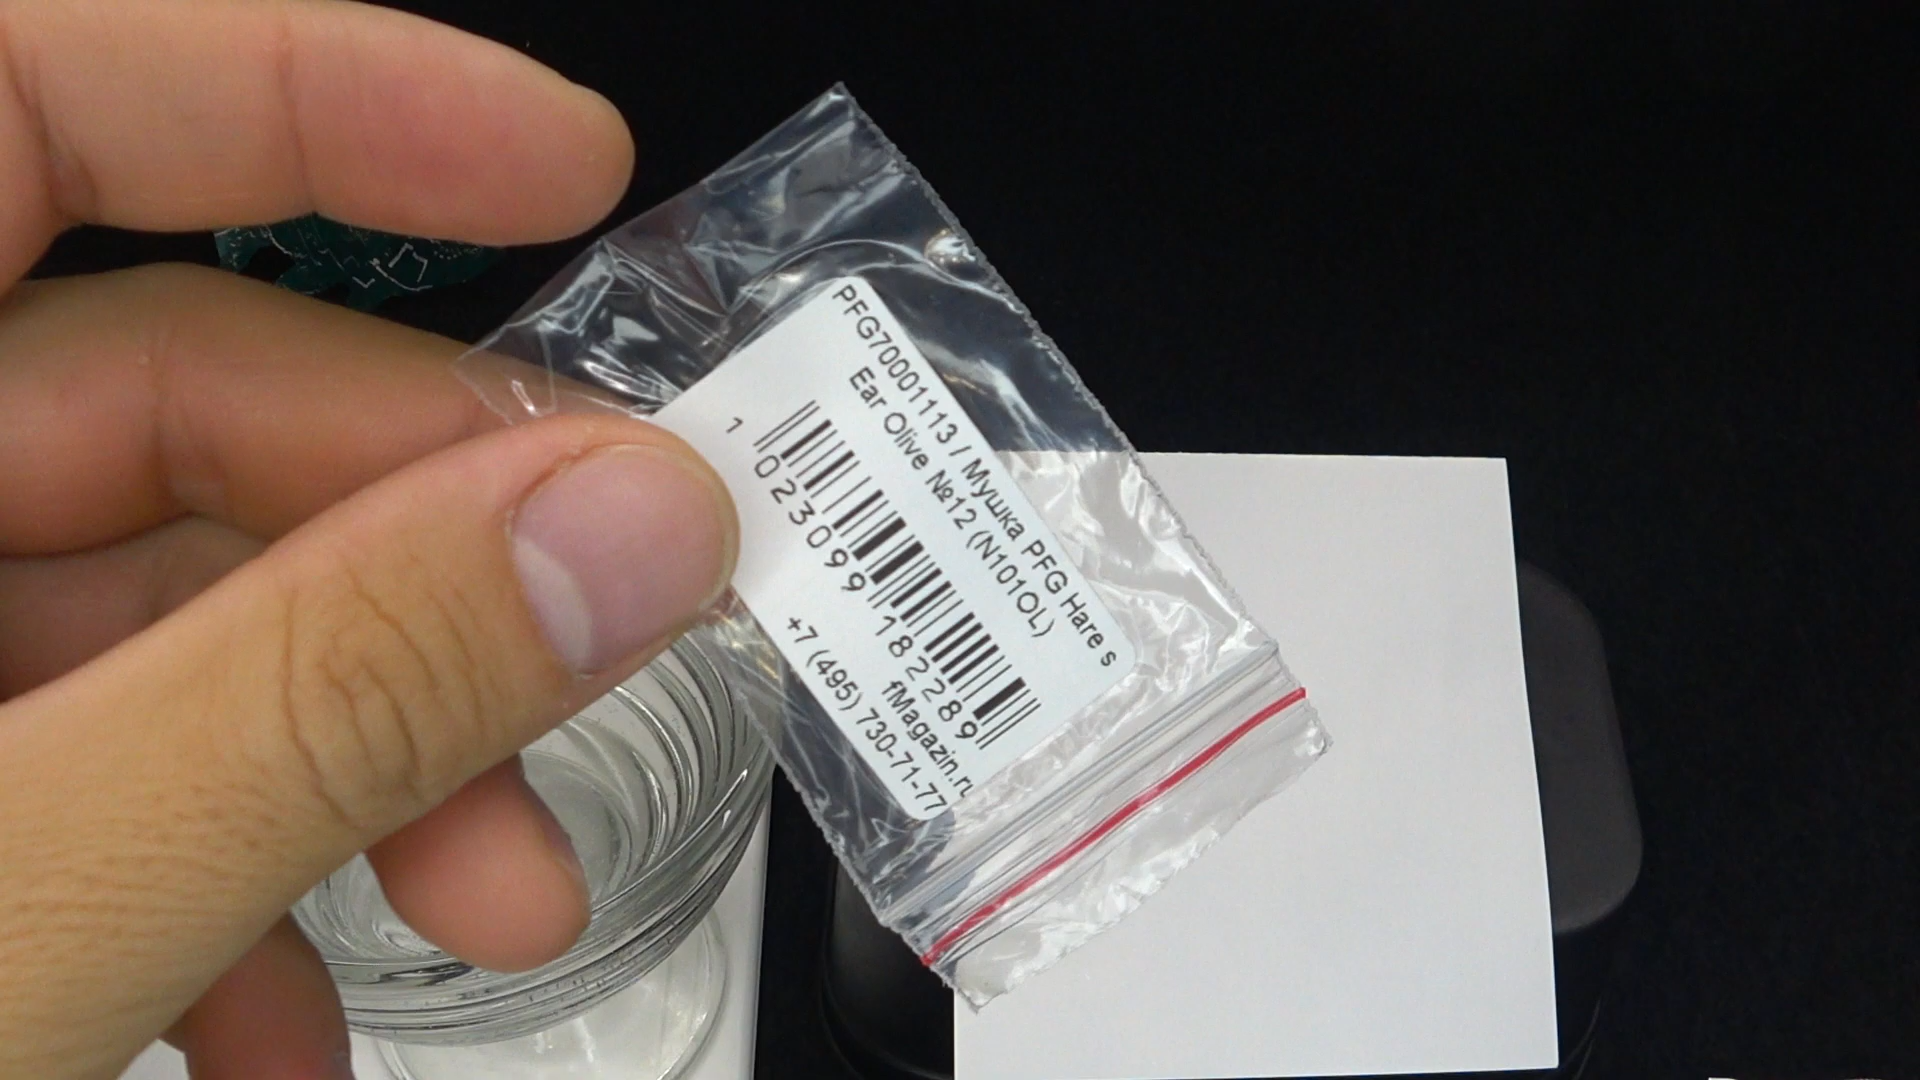 PFG70001113 / Мушка PFG Hare s
Ear Olive №12 (N101OL)
1 023099 182289
fMagazin.ru
+7 (495) 730-71-77